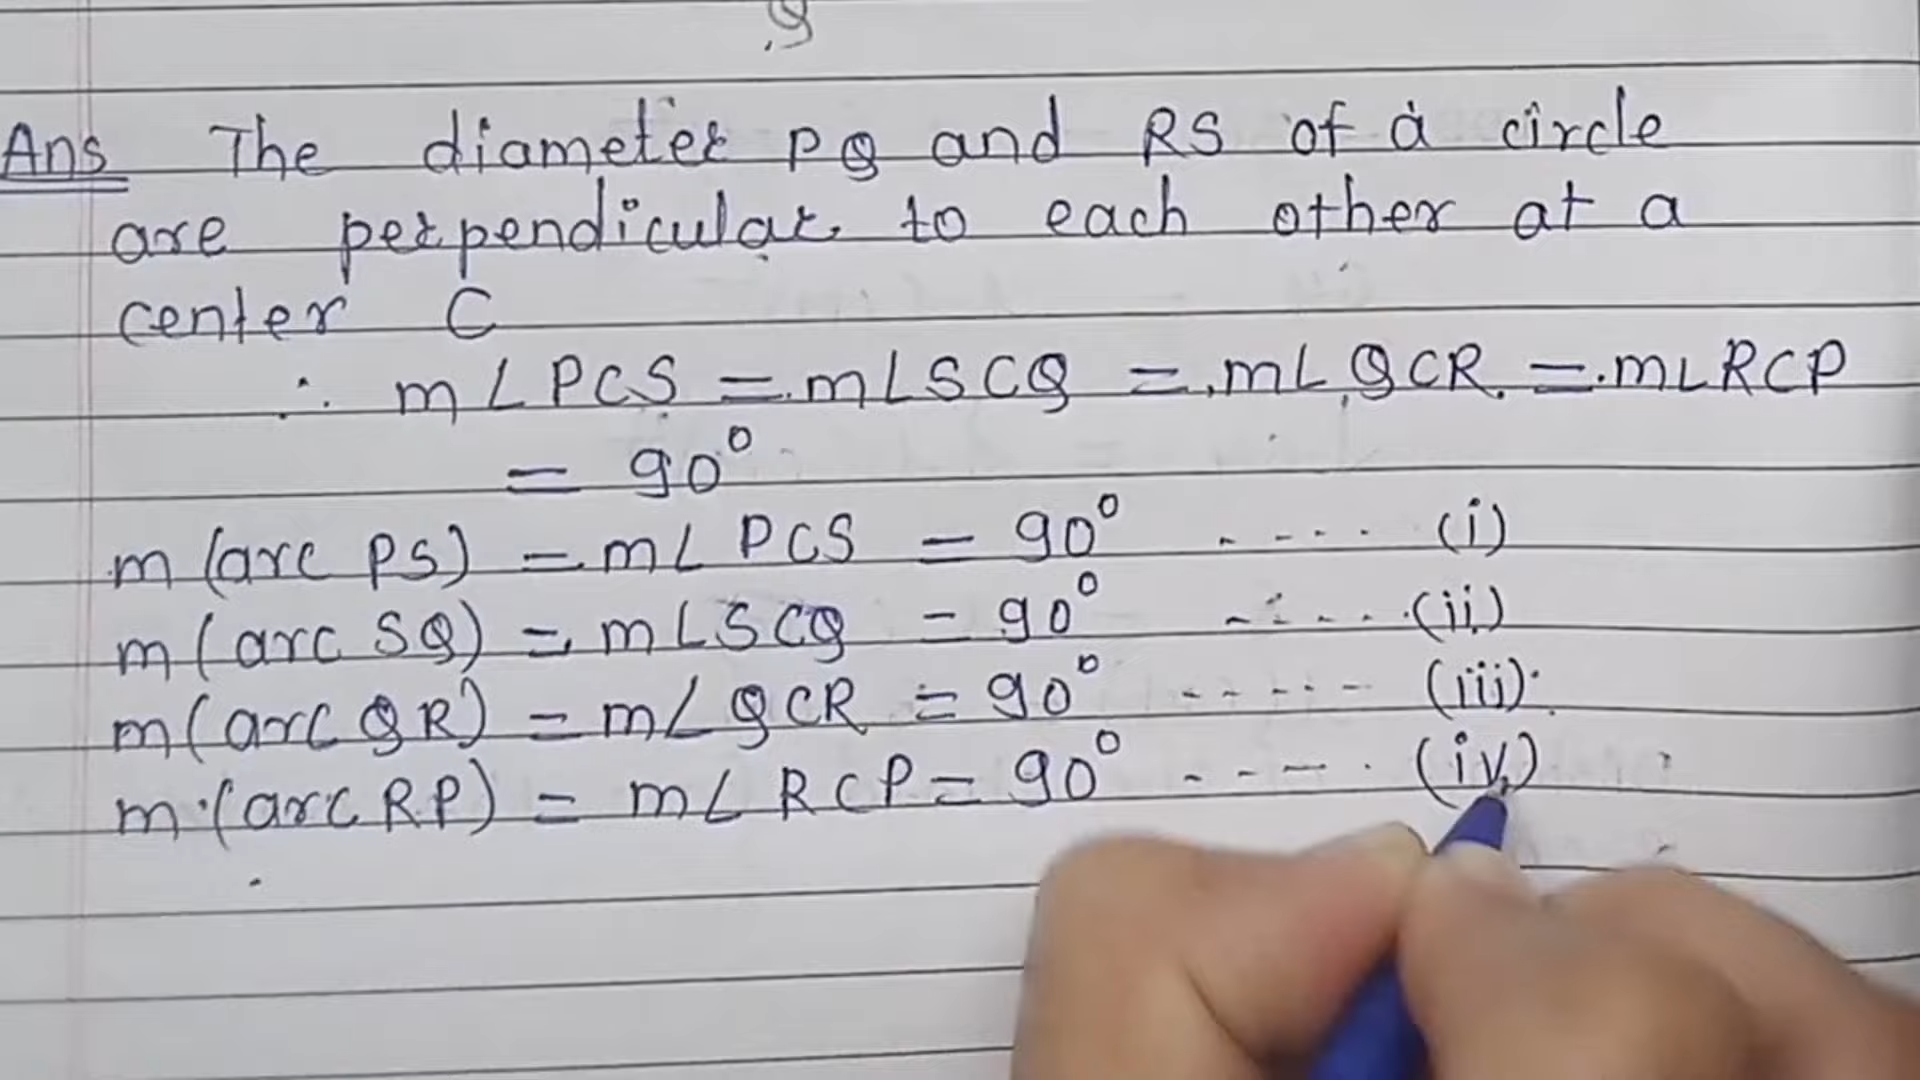 Q
Ans The diameter PQ and RS of a circle
are perpendicular to each other at a
center C
∴ m∠PCS = m∠SCQ = m∠QCR = m∠RCP
= 90°
m (arc PS) = m∠PCS = 90° ..... (i)
m (arc SQ) = m∠SCQ = 90° ..... (ii)
m (arc QR) = m∠QCR = 90° ...... (iii)
m (arc RP) = m∠RCP = 90° ..... (iv)